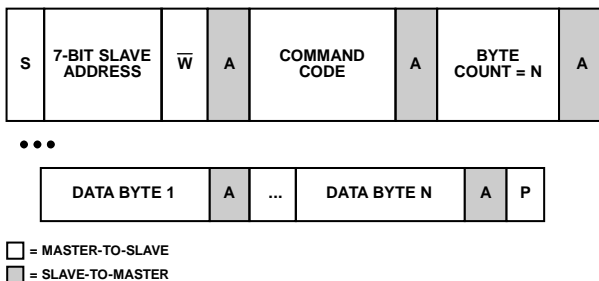 S 7-BIT SLAVE ADDRESS W̅ A COMMAND CODE A BYTE COUNT = N A
•••
DATA BYTE 1 A ... DATA BYTE N A P
= MASTER-TO-SLAVE
= SLAVE-TO-MASTER